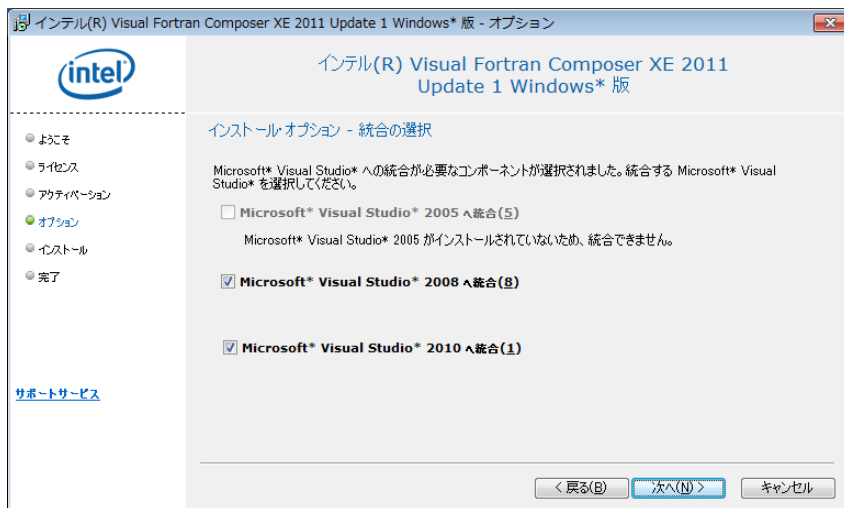 インテル(R) Visual Fortran Composer XE 2011 Update 1 Windows* 版 - オプション
intel
インテル(R) Visual Fortran Composer XE 2011
Update 1 Windows* 版
ようこそ
ライセンス
アクティベーション
オプション
インストール
完了
サポートサービス
インストール・オプション - 統合の選択
Microsoft* Visual Studio* への統合が必要なコンポーネントが選択されました。統合する Microsoft* Visual
Studio* を選択してください。
Microsoft* Visual Studio* 2005 へ統合(5)
Microsoft* Visual Studio* 2005 がインストールされていないため、統合できません。
Microsoft* Visual Studio* 2008 へ統合(8)
Microsoft* Visual Studio* 2010 へ統合(1)
< 戻る(B)
次へ(N) >
キャンセル